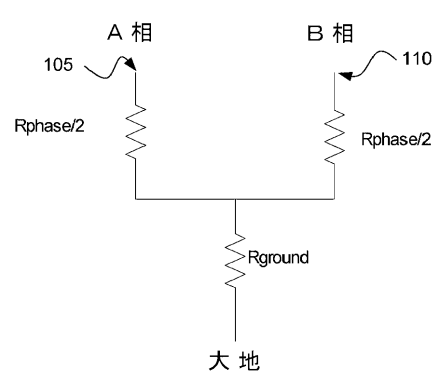 A 相
B 相
105
110
Rphase/2
Rphase/2
Rground
大 地